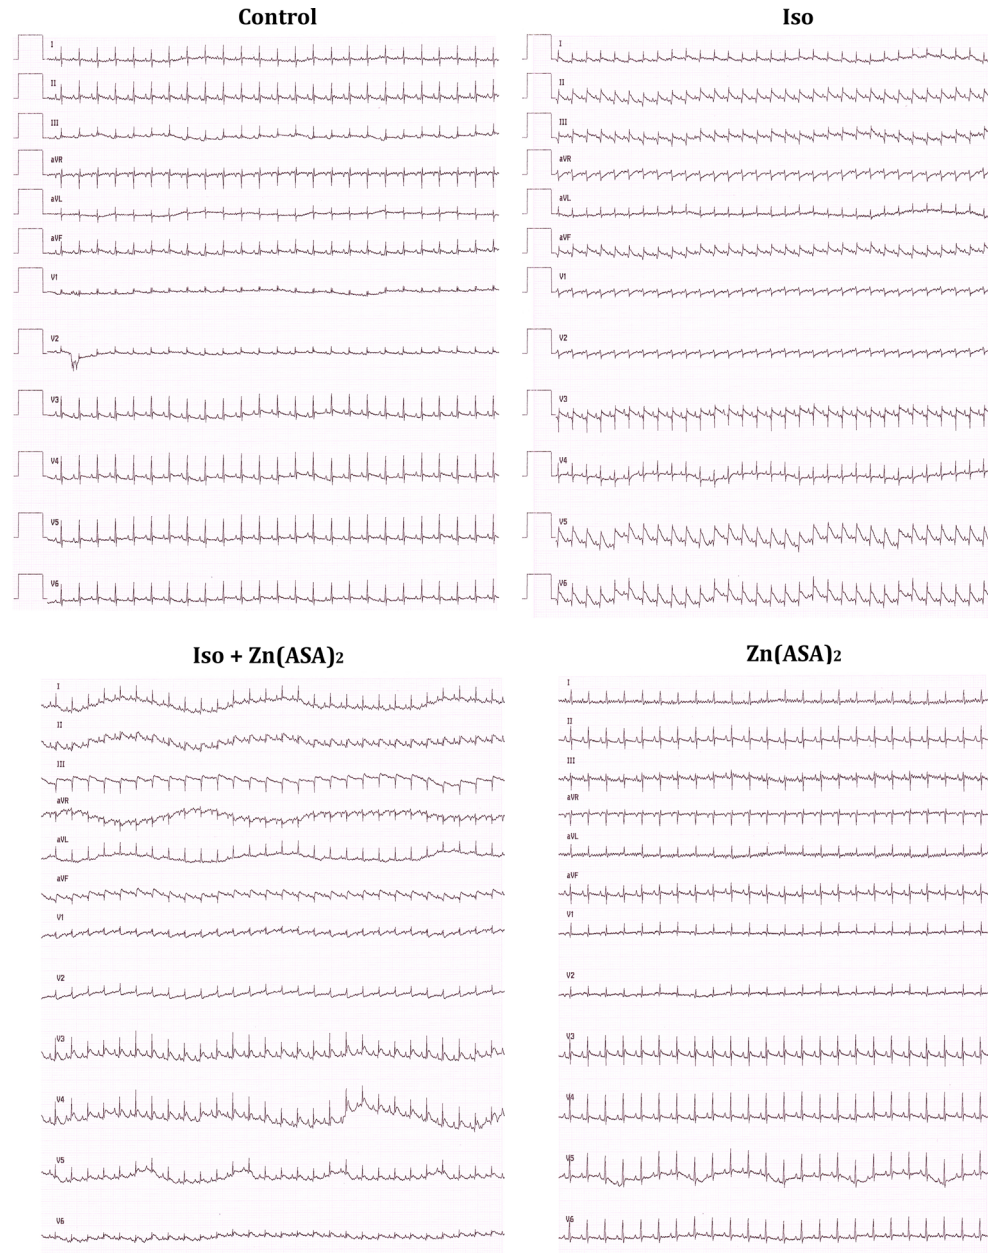 Control
I
II
III
aVR
aVL
aVF
V1
V2
V3
V4
V5
V6
Iso
I
II
III
aVR
aVL
aVF
V1
V2
V3
V4
V5
V6
Iso + Zn(ASA)₂
I
II
III
aVR
aVL
aVF
V1
V2
V3
V4
V5
V6
Zn(ASA)₂
I
II
III
aVR
aVL
aVF
V1
V2
V3
V4
V5
V6